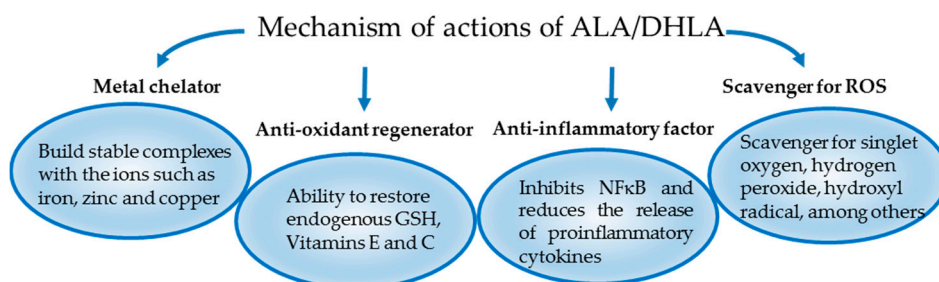 Mechanism of actions of ALA/DHLA
Metal chelator
Build stable complexes
with the ions such as
iron, zinc and copper
Anti-oxidant regenerator
Ability to restore
endogenous GSH,
Vitamins E and C
Anti-inflammatory factor
Inhibits NFκB and
reduces the release
of proinflammatory
cytokines
Scavenger for ROS
Scavenger for singlet
oxygen, hydrogen
peroxide, hydroxyl
radical, among others